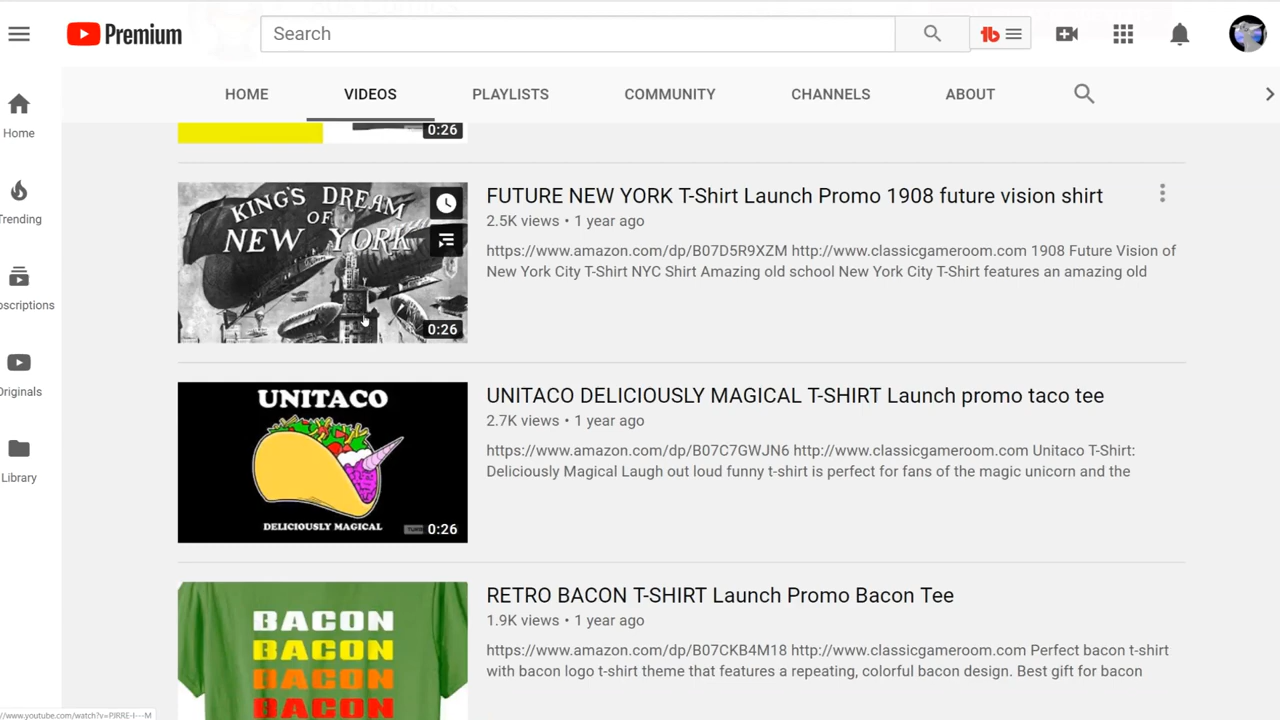 Premium
Search
HOME
VIDEOS
PLAYLISTS
COMMUNITY
CHANNELS
ABOUT
Home
Trending
bscriptions
Originals
Library
0:26
KING'S DREAM
OF
NEW YORK
0:26
FUTURE NEW YORK T-Shirt Launch Promo 1908 future vision shirt
2.5K views • 1 year ago
https://www.amazon.com/dp/B07D5R9XZM http://www.classicgameroom.com 1908 Future Vision of
New York City T-Shirt NYC Shirt Amazing old school New York City T-Shirt features an amazing old
UNITACO
DELICIOUSLY MAGICAL
0:26
UNITACO DELICIOUSLY MAGICAL T-SHIRT Launch promo taco tee
2.7K views • 1 year ago
https://www.amazon.com/dp/B07C7GWJN6 http://www.classicgameroom.com Unitaco T-Shirt:
Deliciously Magical Laugh out loud funny t-shirt is perfect for fans of the magic unicorn and the
BACON
BACON
BACON
BACON
RETRO BACON T-SHIRT Launch Promo Bacon Tee
1.9K views • 1 year ago
https://www.amazon.com/dp/B07CKB4M18 http://www.classicgameroom.com Perfect bacon t-shirt
with bacon logo t-shirt theme that features a repeating, colorful bacon design. Best gift for bacon